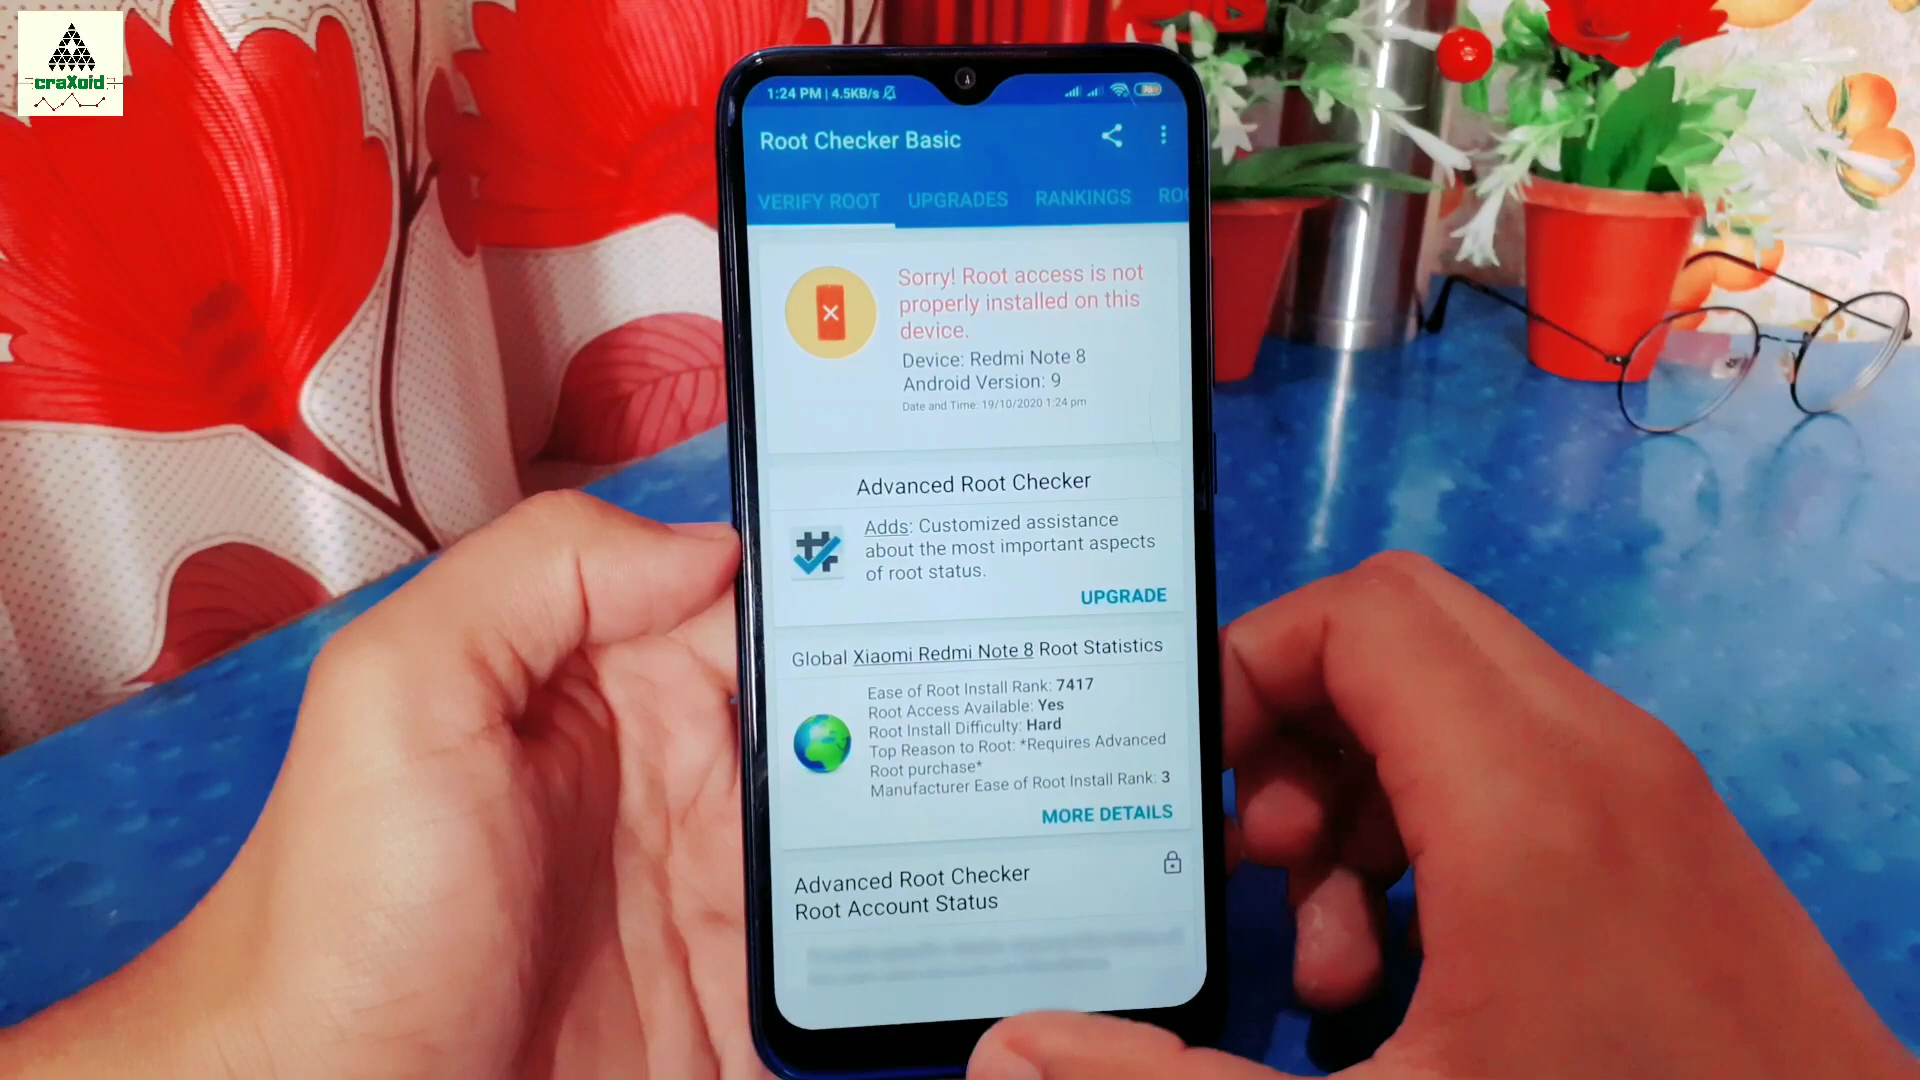 craXoid
1:24 PM | 4.5KB/s
Root Checker Basic
VERIFY ROOT UPGRADES RANKINGS ROO
Sorry! Root access is not
properly installed on this
device.
Device: Redmi Note 8
Android Version: 9
Date and Time: 19/10/2020 1:24 pm
Advanced Root Checker
Adds: Customized assistance
about the most important aspects
of root status.
UPGRADE
Global Xiaomi Redmi Note 8 Root Statistics
Ease of Root Install Rank: 7417
Root Access Available: Yes
Root Install Difficulty: Hard
Top Reason to Root: *Requires Advanced
Root purchase*
Manufacturer Ease of Root Install Rank: 3
MORE DETAILS
Advanced Root Checker
Root Account Status